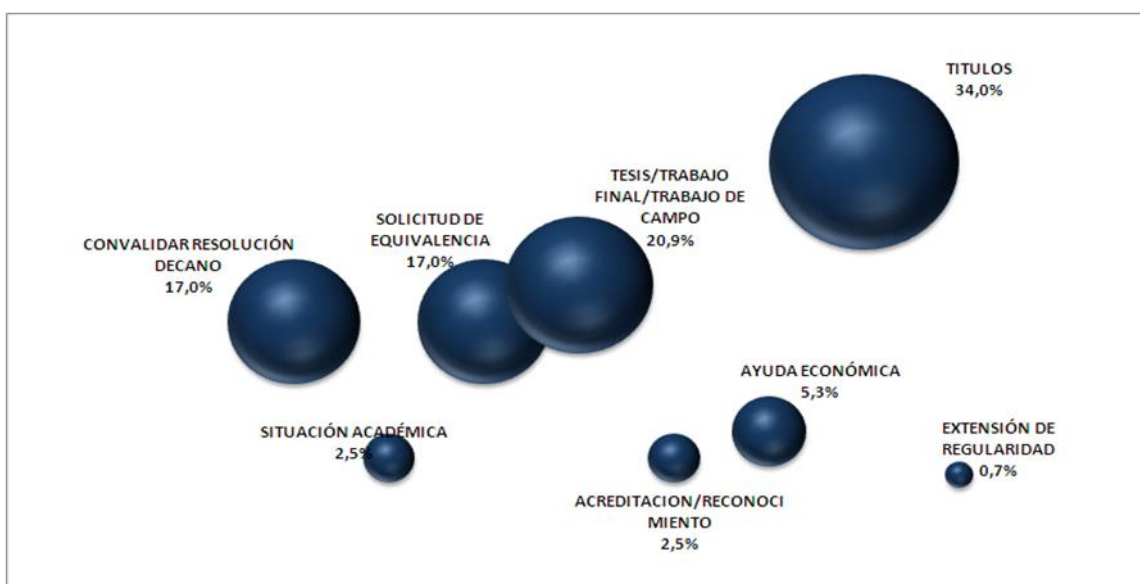 TITULOS
34,0%
TESIS/TRABAJO
FINAL/TRABAJO DE
CAMPO
20,9%
SOLICITUD DE
EQUIVALENCIA
17,0%
CONVALIDAR RESOLUCIÓN
DECANO
17,0%
AYUDA ECONÓMICA
5,3%
SITUACIÓN ACADÉMICA
2,5%
EXTENSIÓN DE
REGULARIDAD
0,7%
ACREDITACION/RECONOCI
MIENTO
2,5%